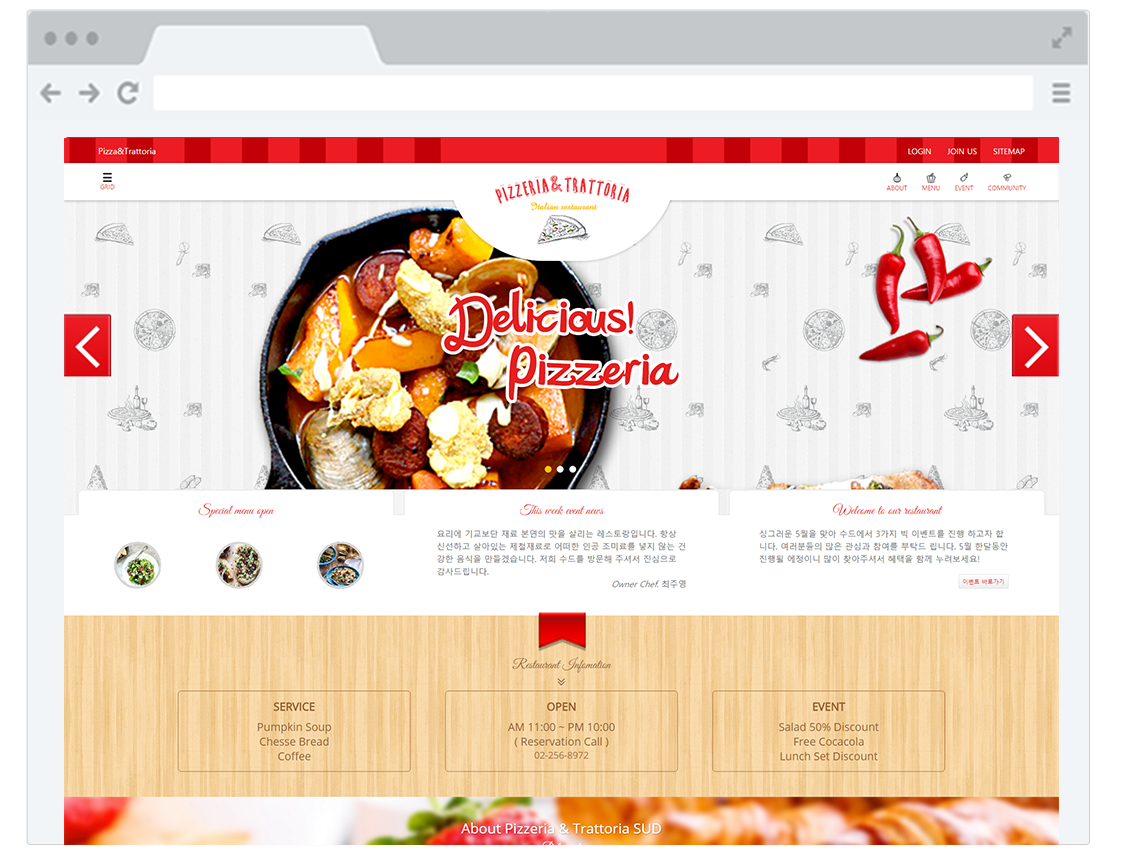 Pizza&Trattoria
LOGIN JOIN US SITEMAP
GRID
PIZZERIA & TRATTORIA
Italian restaurant
ABOUT MENU EVENT COMMUNITY
Delicious!
Pizzeria
Special menu open
This week event news
요리에 기교보단 재료 본연의 맛을 살리는 레스토랑입니다. 항상
신선하고 살아있는 제철재료로 어떠한 인공 조미료를 넣지 않는 건
강한 음식을 만들겠습니다. 저희 수드를 방문해 주셔서 진심으로
감사드립니다.
Owner Chef. 최주영
Welcome to our restaurant
싱그러운 5월을 맞아 수드에서 3가지 빅 이벤트를 진행 하고자 합
니다. 여러분들의 많은 관심과 참여를 부탁드 립니다. 5월 한달동안
진행될 예정이니 많이 찾아주셔서 혜택을 함께 누려보세요!
이벤트 바로가기
Restaurant Infomation
SERVICE
Pumpkin Soup
Chesse Bread
Coffee
OPEN
AM 11:00 ~ PM 10:00
( Reservation Call )
02-256-8972
EVENT
Salad 50% Discount
Free Cocacola
Lunch Set Discount
About Pizzeria & Trattoria SUD